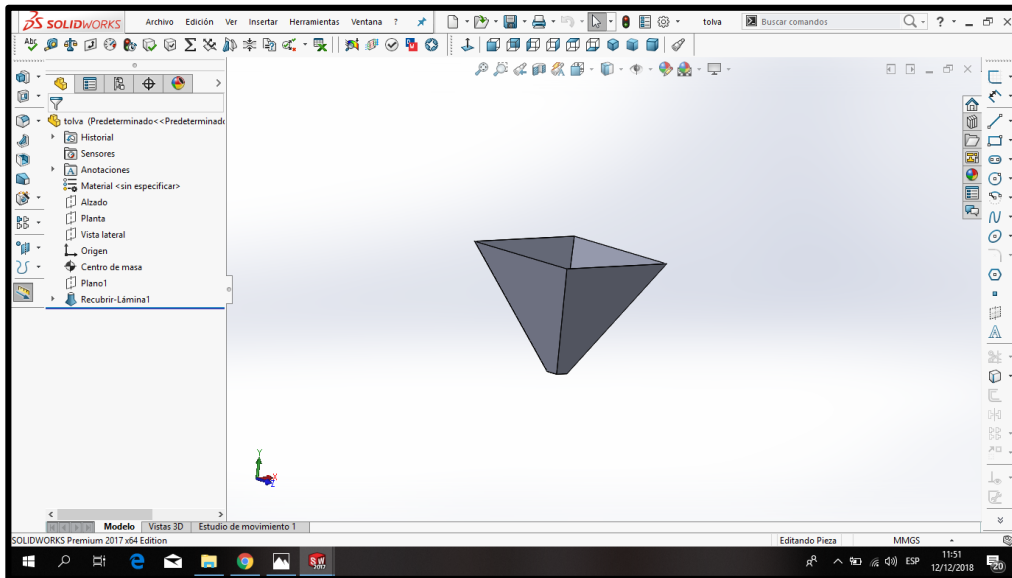 SOLIDWORKS Archivo Edición Ver Insertar Herramientas Ventana ? tolva Buscar comandos ?
tolva (Predeterminado<<Predeterminado
Historial
Sensores
Anotaciones
Material <sin especificar>
Alzado
Planta
Vista lateral
Origen
Centro de masa
Plano1
Recubrir-Lámina1
Y
X
Z
Modelo Vistas 3D Estudio de movimiento 1
SOLIDWORKS Premium 2017 x64 Edition Editando Pieza MMGS
ESP 11:51
12/12/2018
SW
2017
20